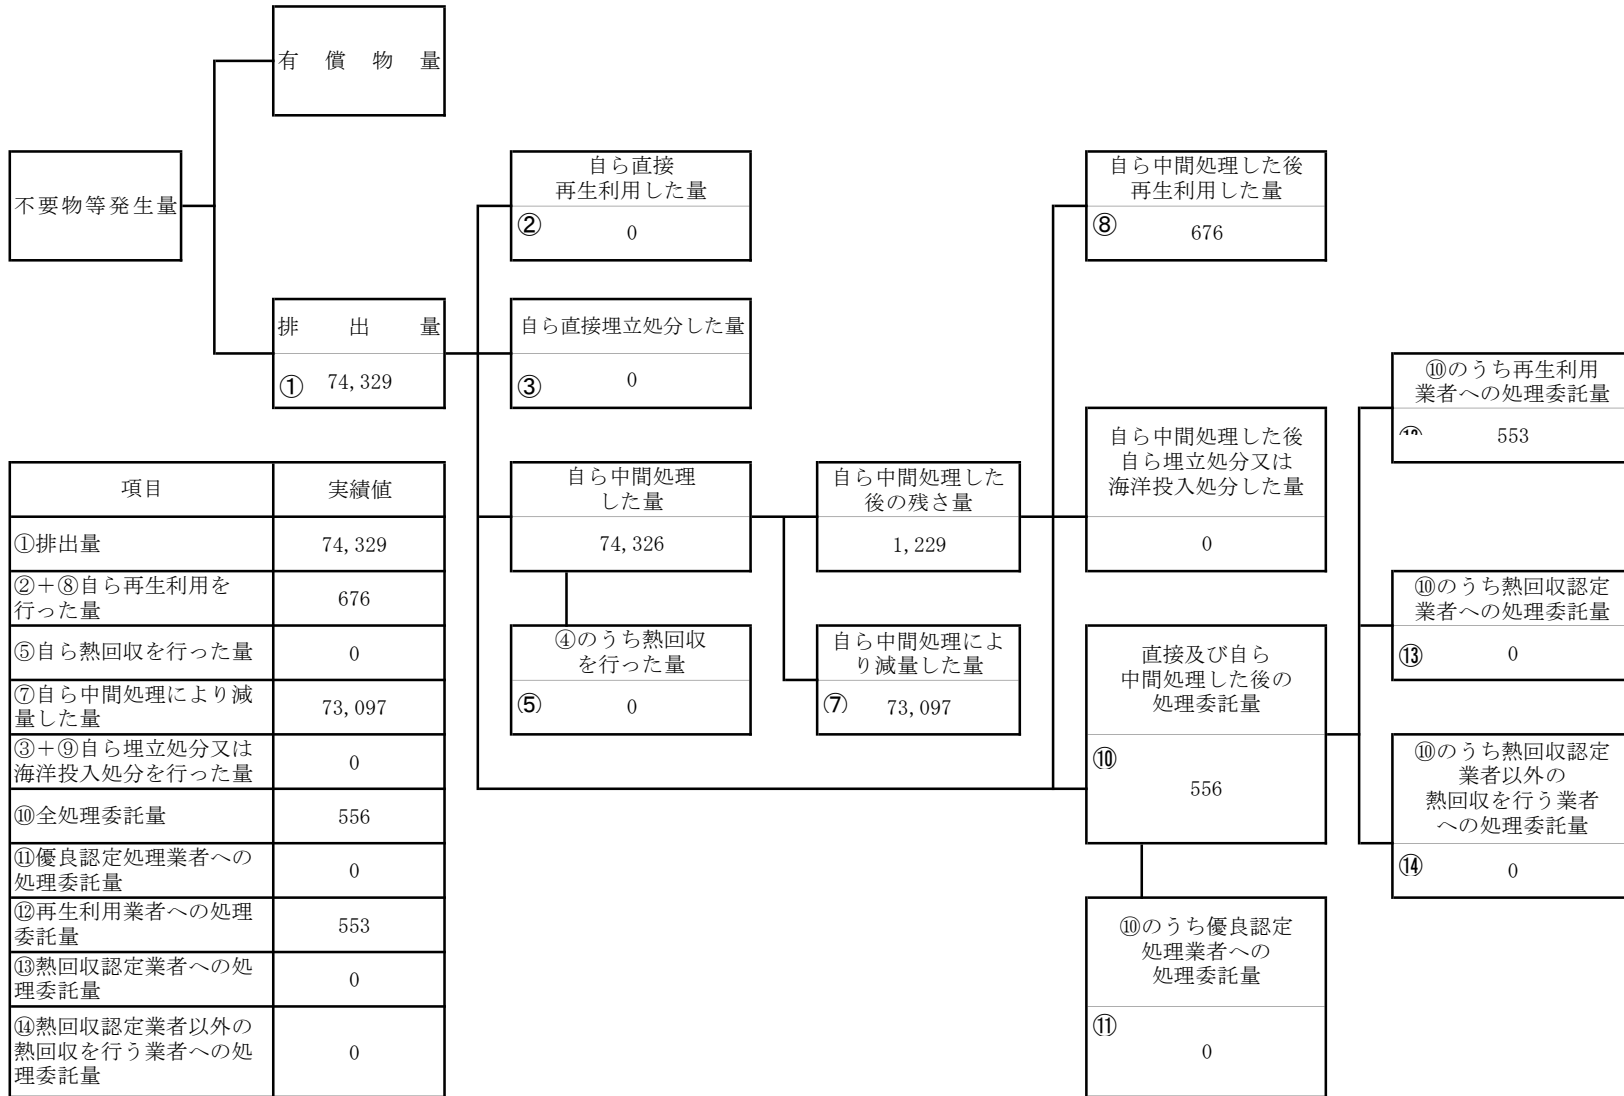 有償物量
不要物等発生量
自ら直接
再生利用した量
② 0
自ら中間処理した後
再生利用した量
⑧ 676
排出量
① 74,329
自ら直接埋立処分した量
③ 0
⑩のうち再生利用
業者への処理委託量
553
自ら中間処理
した量
74,326
自ら中間処理した
後の残さ量
1,229
自ら中間処理した後
自ら埋立処分又は
海洋投入処分した量
0
④のうち熱回収
を行った量
⑤ 0
自ら中間処理によ
り減量した量
⑦ 73,097
直接及び自ら
中間処理した後の
処理委託量
⑩ 556
⑩のうち熱回収認定
業者への処理委託量
⑬ 0
⑩のうち熱回収認定
業者以外の
熱回収を行う業者
への処理委託量
⑭ 0
⑩のうち優良認定
処理業者への
処理委託量
⑪ 0
項目 実績値
①排出量 74,329
②＋⑧自ら再生利用を
行った量 676
⑤自ら熱回収を行った量 0
⑦自ら中間処理により減
量した量 73,097
③＋⑨自ら埋立処分又は
海洋投入処分を行った量 0
⑩全処理委託量 556
⑪優良認定処理業者への
処理委託量 0
⑫再生利用業者への処理
委託量 553
⑬熱回収認定業者への処
理委託量 0
⑭熱回収認定業者以外の
熱回収を行う業者への処
理委託量 0